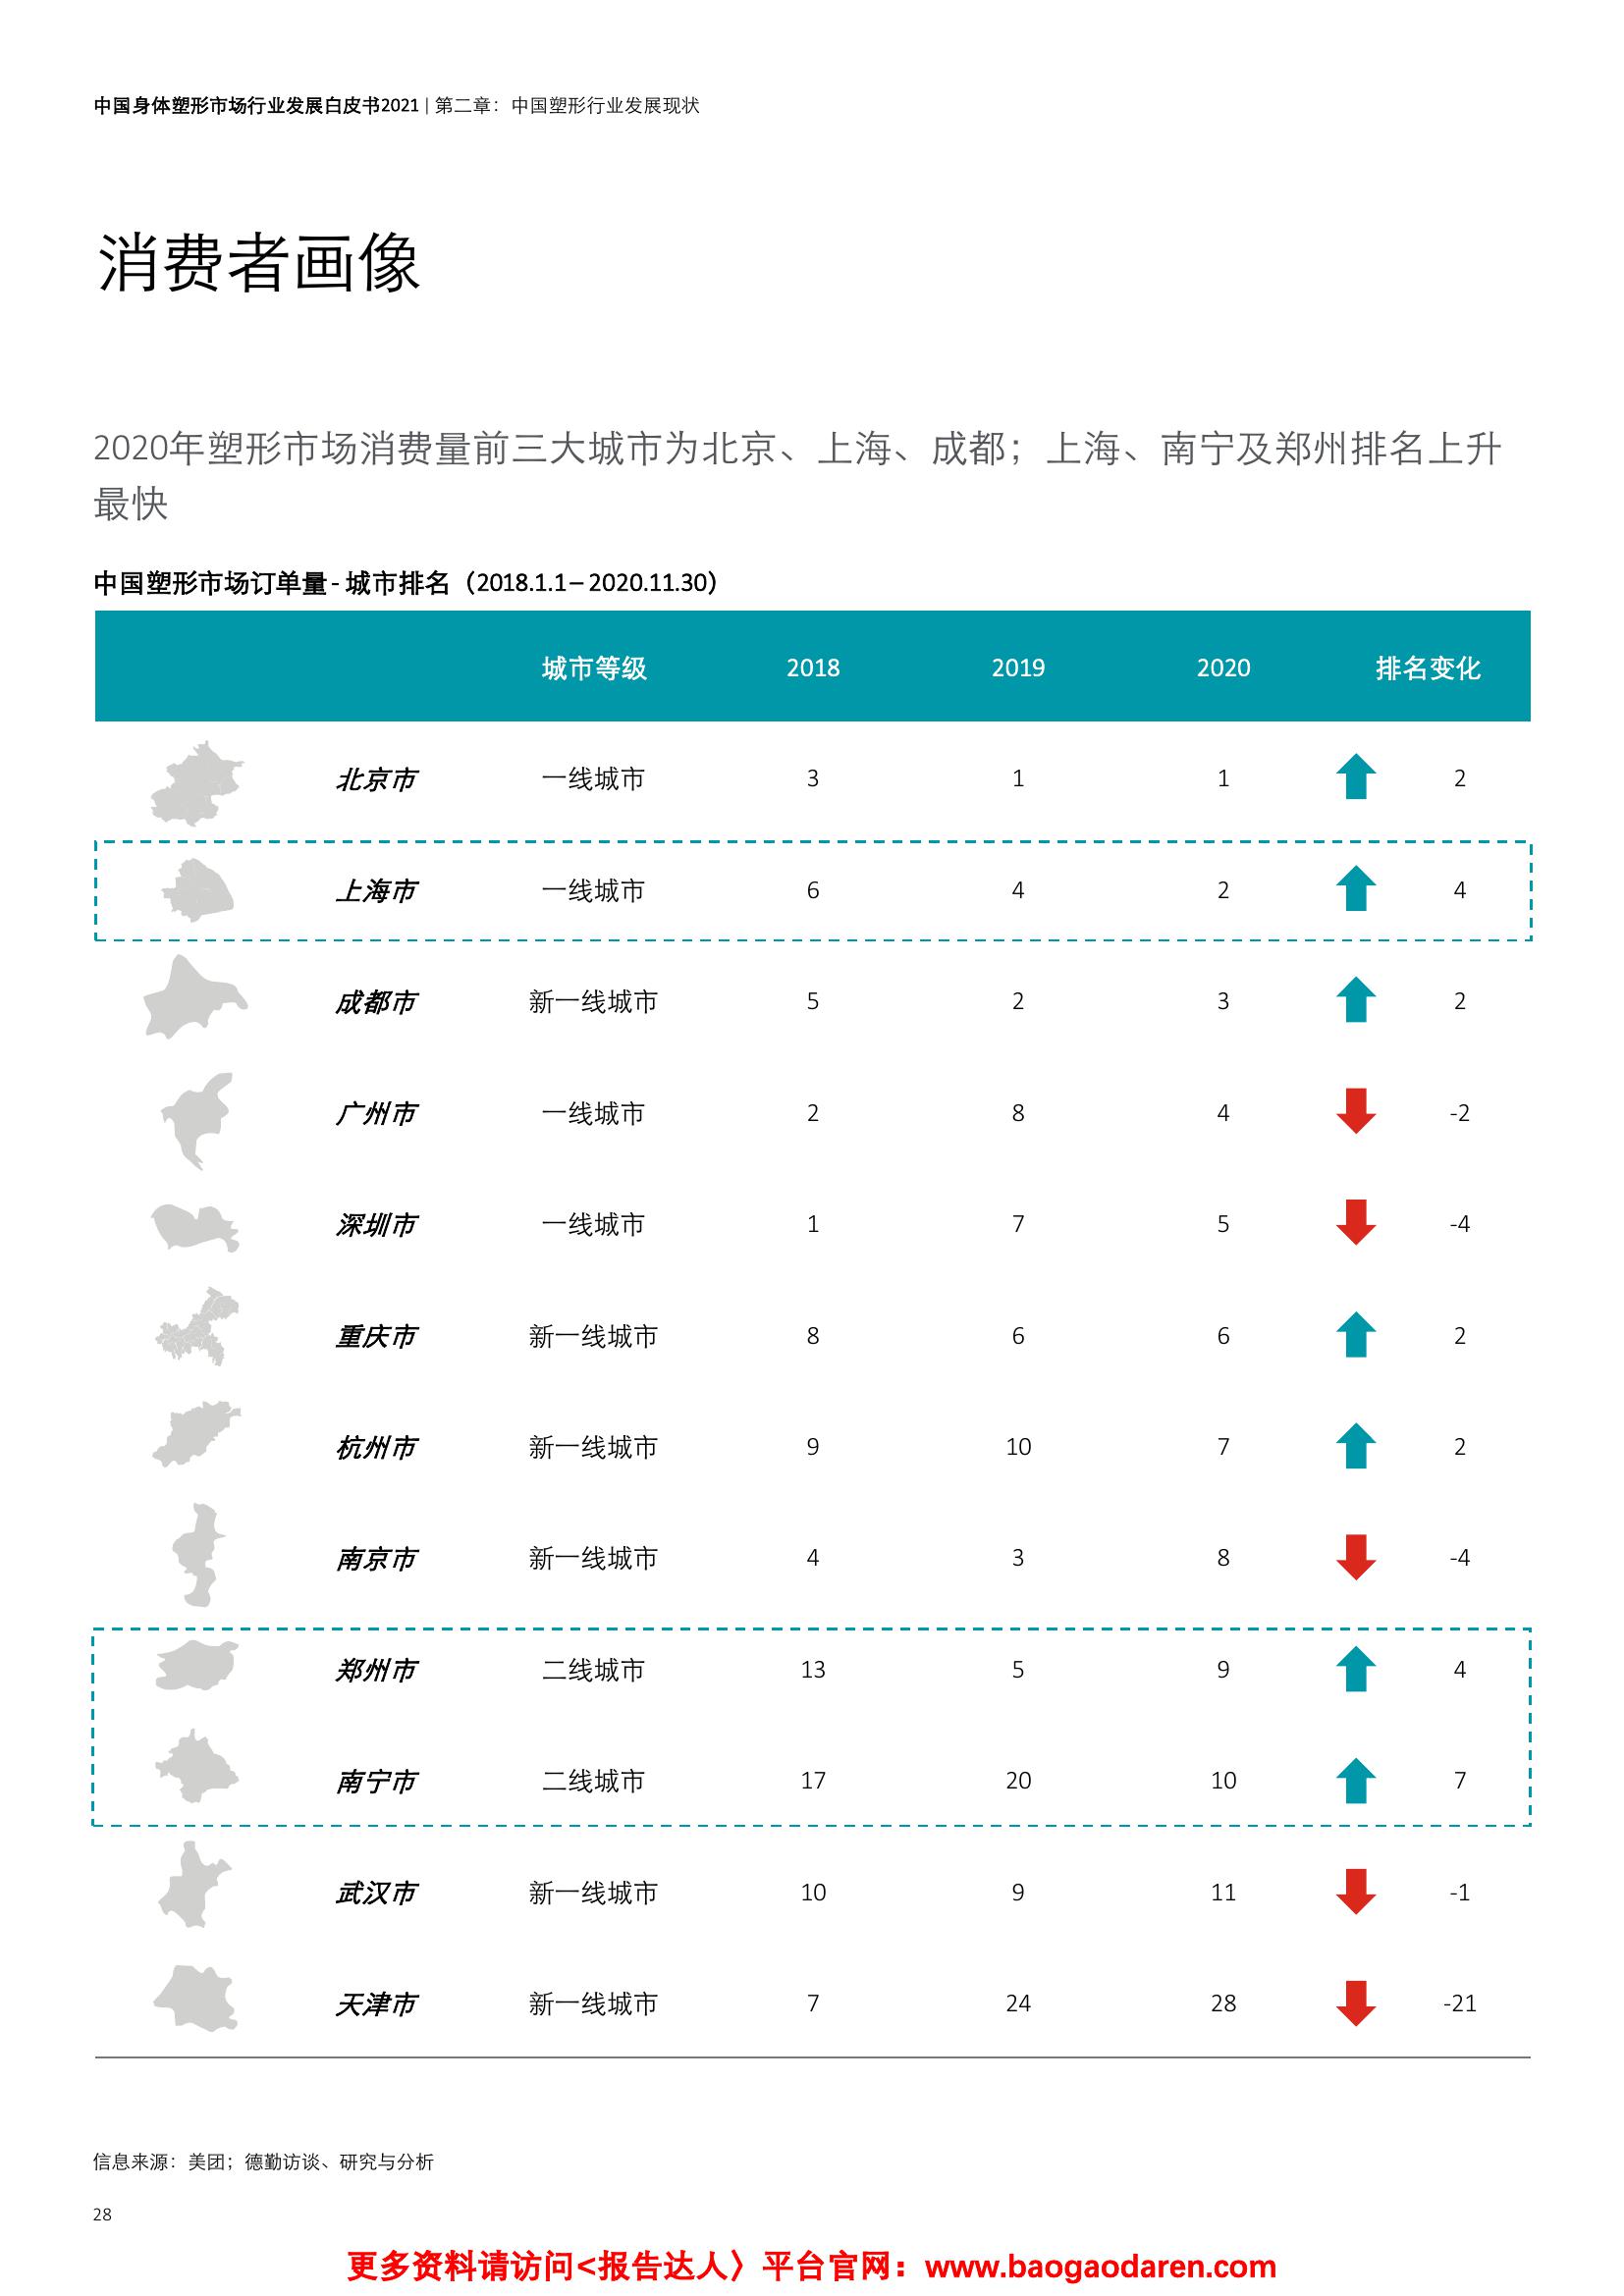 中国身体塑形市场行业发展白皮书2021 | 第二章：中国塑形行业发展现状
消费者画像
2020年塑形市场消费量前三大城市为北京、上海、成都；上海、南宁及郑州排名上升
最快
中国塑形市场订单量 - 城市排名（2018.1.1 – 2020.11.30）
城市等级 2018 2019 2020 排名变化
北京市 一线城市 3 1 1 2
上海市 一线城市 6 4 2 4
成都市 新一线城市 5 2 3 2
广州市 一线城市 2 8 4 -2
深圳市 一线城市 1 7 5 -4
重庆市 新一线城市 8 6 6 2
杭州市 新一线城市 9 10 7 2
南京市 新一线城市 4 3 8 -4
郑州市 二线城市 13 5 9 4
南宁市 二线城市 17 20 10 7
武汉市 新一线城市 10 9 11 -1
天津市 新一线城市 7 24 28 -21
信息来源：美团；德勤访谈、研究与分析
28
更多资料请访问<报告达人〉平台官网：www.baogaodaren.com